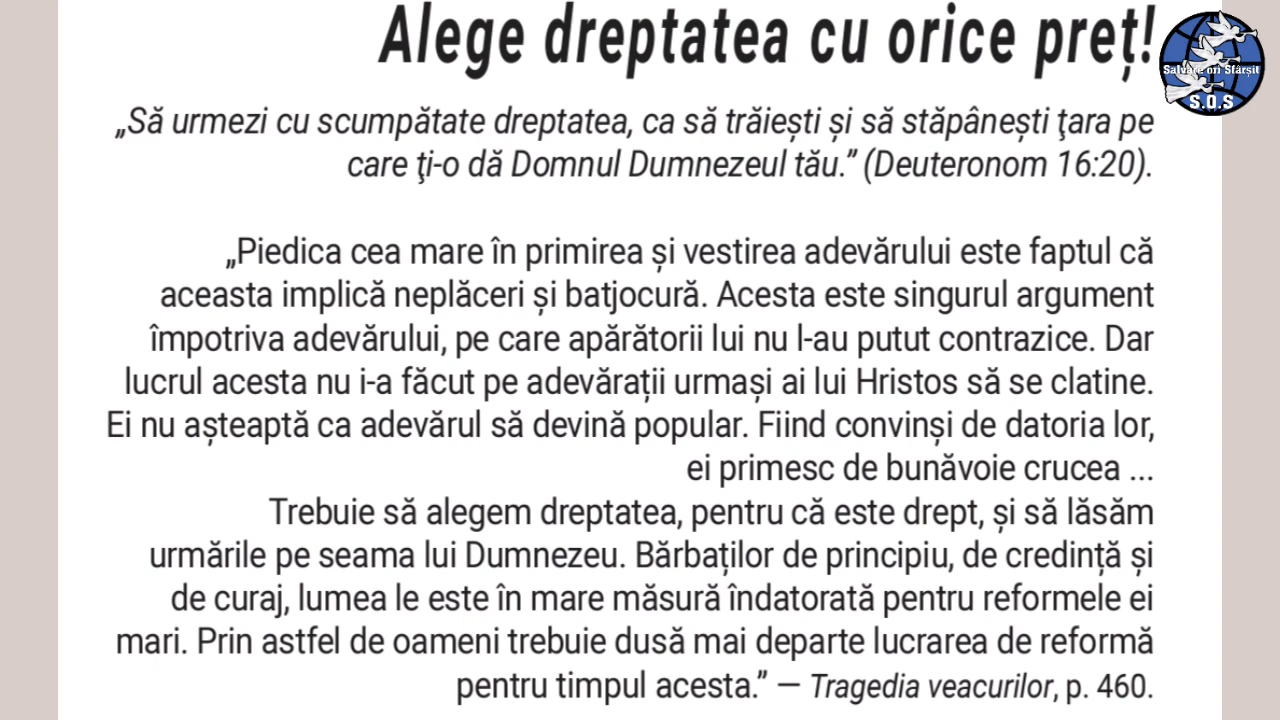 Alege dreptatea cu orice preț!
Salvare ori Sfârșit
S.O.S
„Să urmezi cu scumpătate dreptatea, ca să trăiești și să stăpânești ţara pe
care ţi-o dă Domnul Dumnezeul tău.” (Deuteronom 16:20).
„Piedica cea mare în primirea și vestirea adevărului este faptul că
aceasta implică neplăceri și batjocură. Acesta este singurul argument
împotriva adevărului, pe care apărătorii lui nu l-au putut contrazice. Dar
lucrul acesta nu i-a făcut pe adevărații urmași ai lui Hristos să se clatine.
Ei nu așteaptă ca adevărul să devină popular. Fiind convinși de datoria lor,
ei primesc de bunăvoie crucea ...
Trebuie să alegem dreptatea, pentru că este drept, și să lăsăm
urmările pe seama lui Dumnezeu. Bărbaților de principiu, de credință și
de curaj, lumea le este în mare măsură îndatorată pentru reformele ei
mari. Prin astfel de oameni trebuie dusă mai departe lucrarea de reformă
pentru timpul acesta.” — Tragedia veacurilor, p. 460.